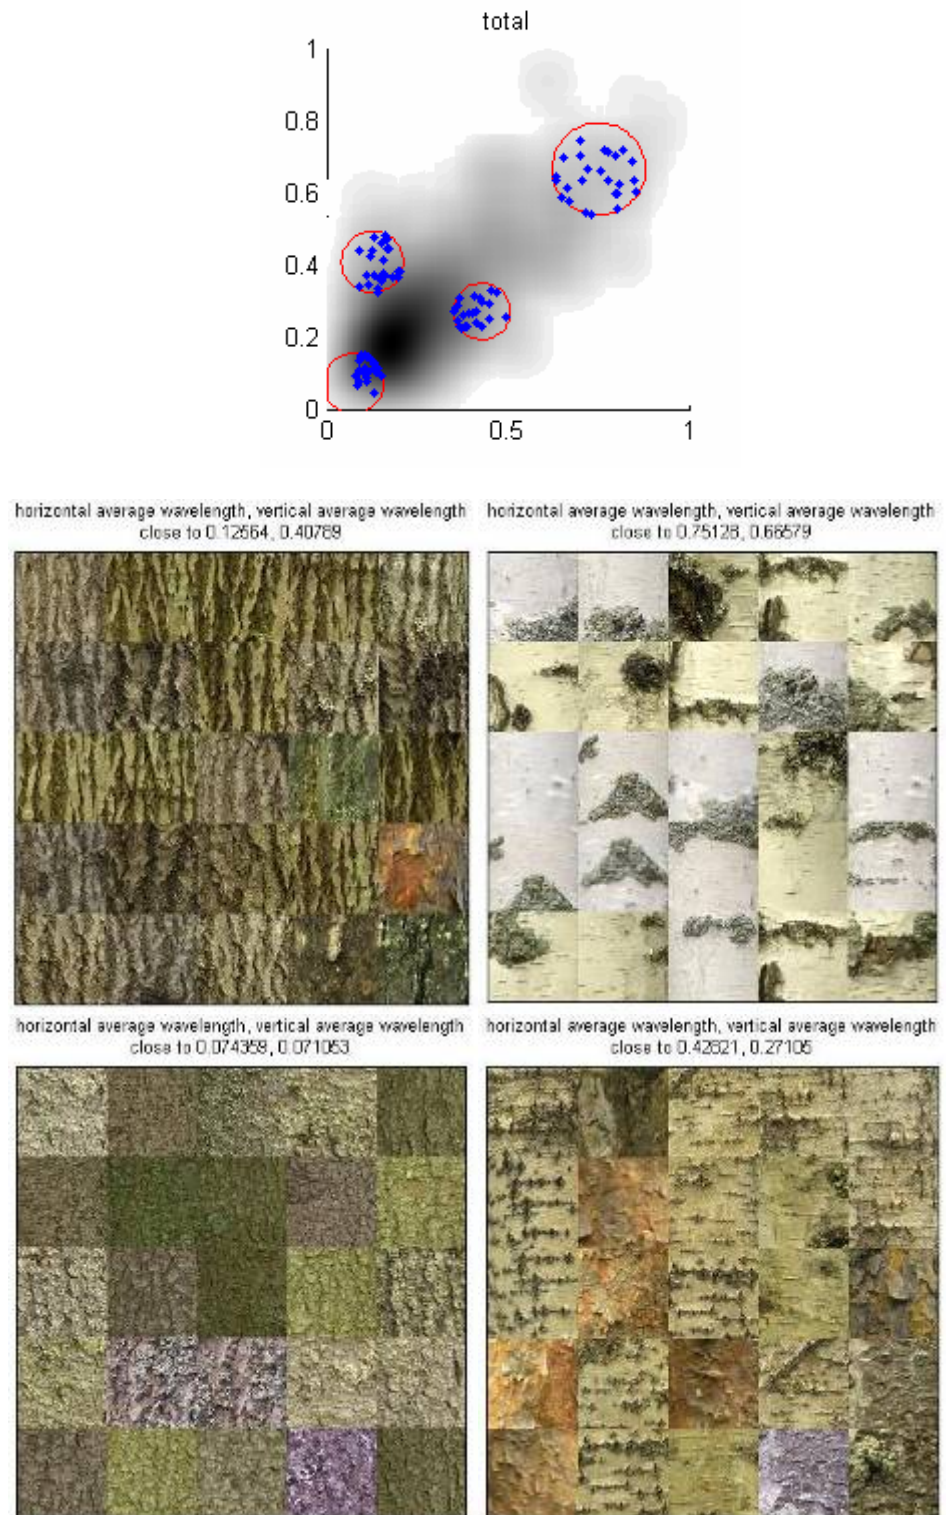 total
1
0.8
0.6
0.4
0.2
0
0
0.5
1
horizontal average wavelength, vertical average wavelength
close to 0.12564, 0.40789
horizontal average wavelength, vertical average wavelength
close to 0.75128, 0.66579
horizontal average wavelength, vertical average wavelength
close to 0.074358, 0.071053
horizontal average wavelength, vertical average wavelength
close to 0.42821, 0.27105